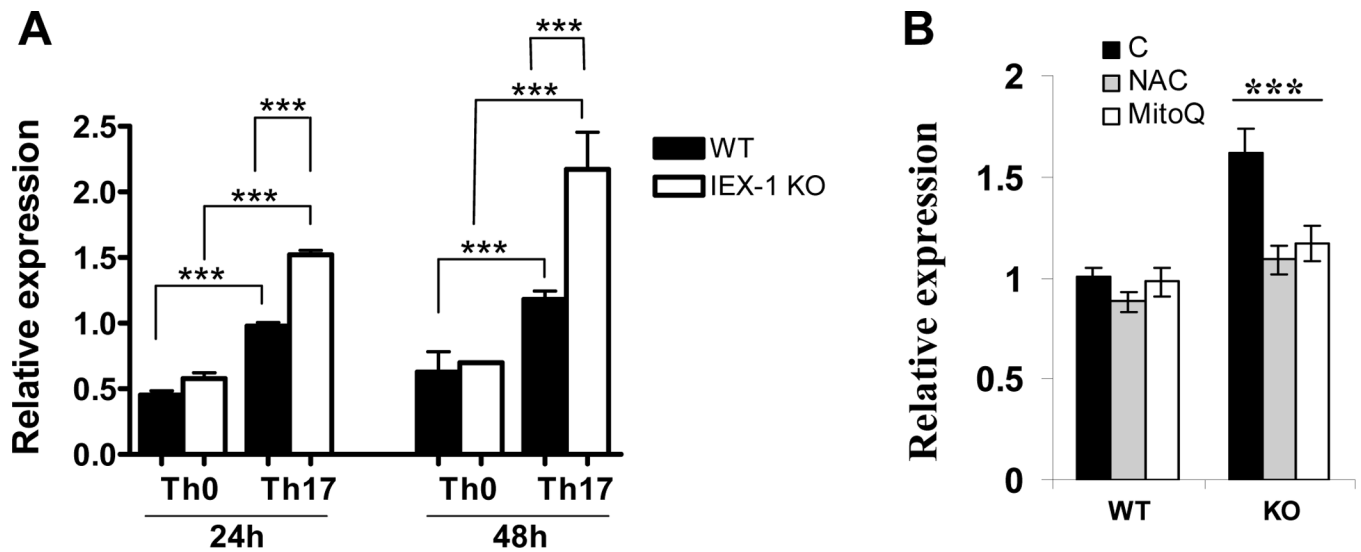 A
Relative expression
2.5
2.0
1.5
1.0
0.5
0.0
***
***
***
***
***
***
WT
IEX-1 KO
Th0 Th17 Th0 Th17
24h 48h
B
C
NAC
MitoQ
***
Relative expression
2
1.5
1
0.5
0
WT KO